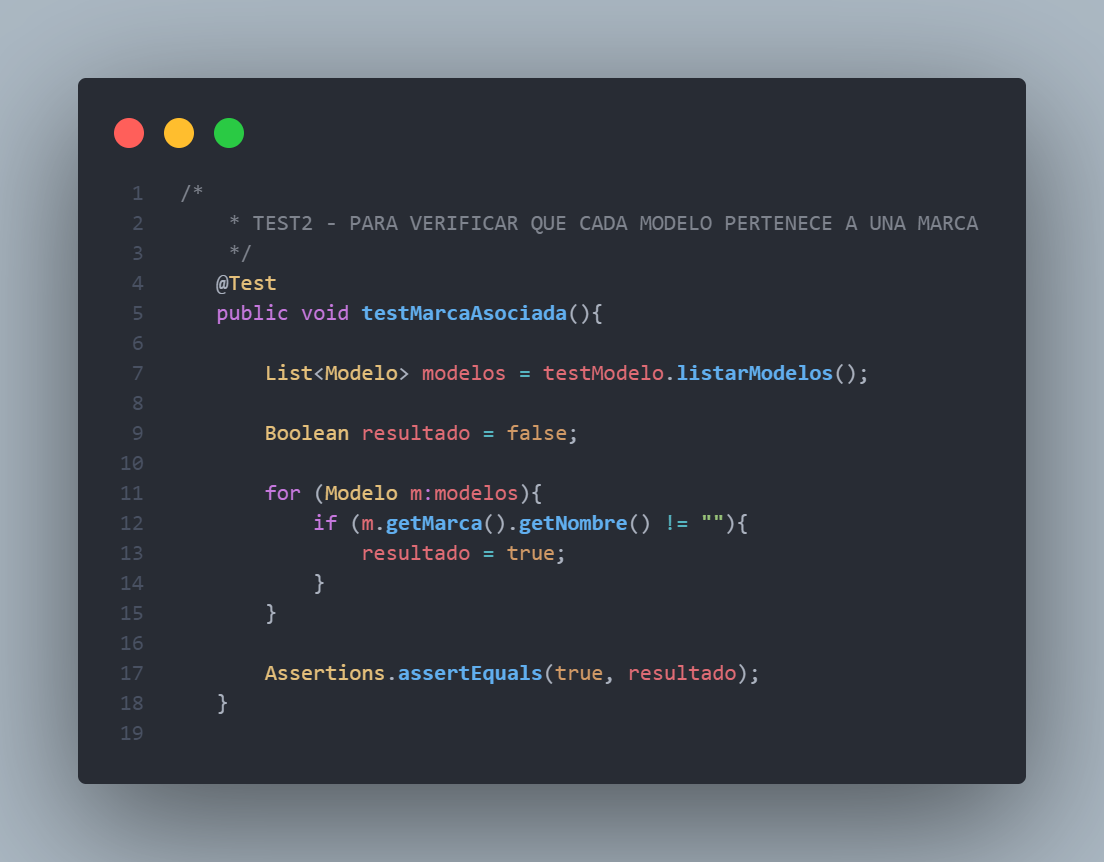 1 /*
2 * TEST2 - PARA VERIFICAR QUE CADA MODELO PERTENECE A UNA MARCA
3 */
4 @Test
5 public void testMarcaAsociada(){
6
7 List<Modelo> modelos = testModelo.listarModelos();
8
9 Boolean resultado = false;
10
11 for (Modelo m:modelos){
12 if (m.getMarca().getNombre() != ""){
13 resultado = true;
14 }
15 }
16
17 Assertions.assertEquals(true, resultado);
18 }
19